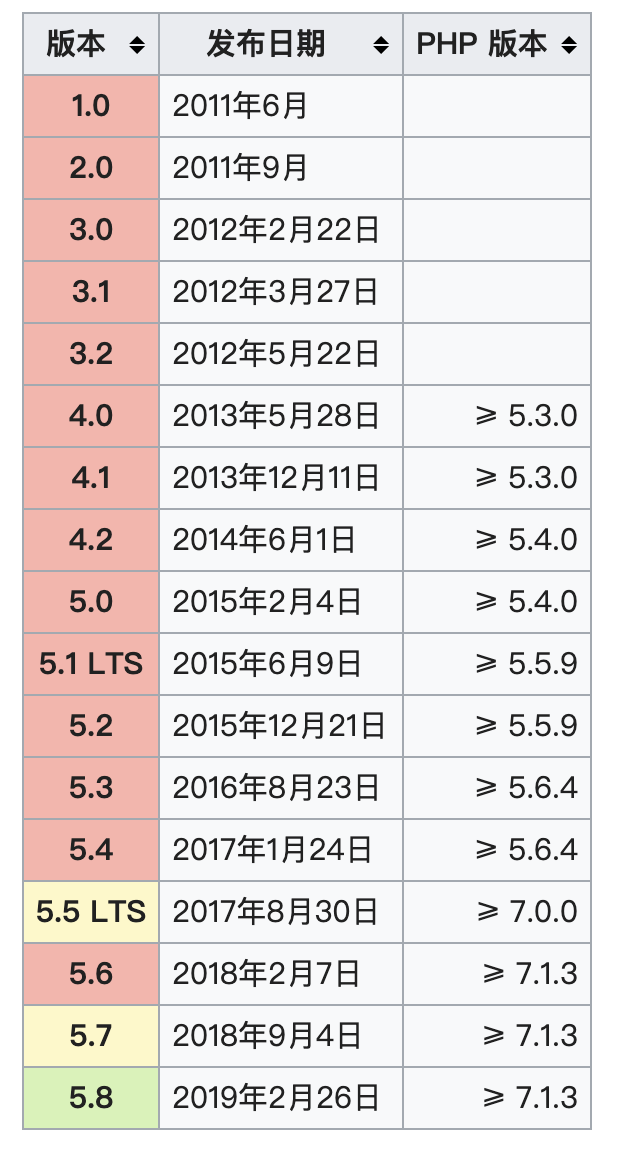 版本 发布日期 PHP 版本
1.0 2011年6月
2.0 2011年9月
3.0 2012年2月22日
3.1 2012年3月27日
3.2 2012年5月22日
4.0 2013年5月28日 ⩾ 5.3.0
4.1 2013年12月11日 ⩾ 5.3.0
4.2 2014年6月1日 ⩾ 5.4.0
5.0 2015年2月4日 ⩾ 5.4.0
5.1 LTS 2015年6月9日 ⩾ 5.5.9
5.2 2015年12月21日 ⩾ 5.5.9
5.3 2016年8月23日 ⩾ 5.6.4
5.4 2017年1月24日 ⩾ 5.6.4
5.5 LTS 2017年8月30日 ⩾ 7.0.0
5.6 2018年2月7日 ⩾ 7.1.3
5.7 2018年9月4日 ⩾ 7.1.3
5.8 2019年2月26日 ⩾ 7.1.3